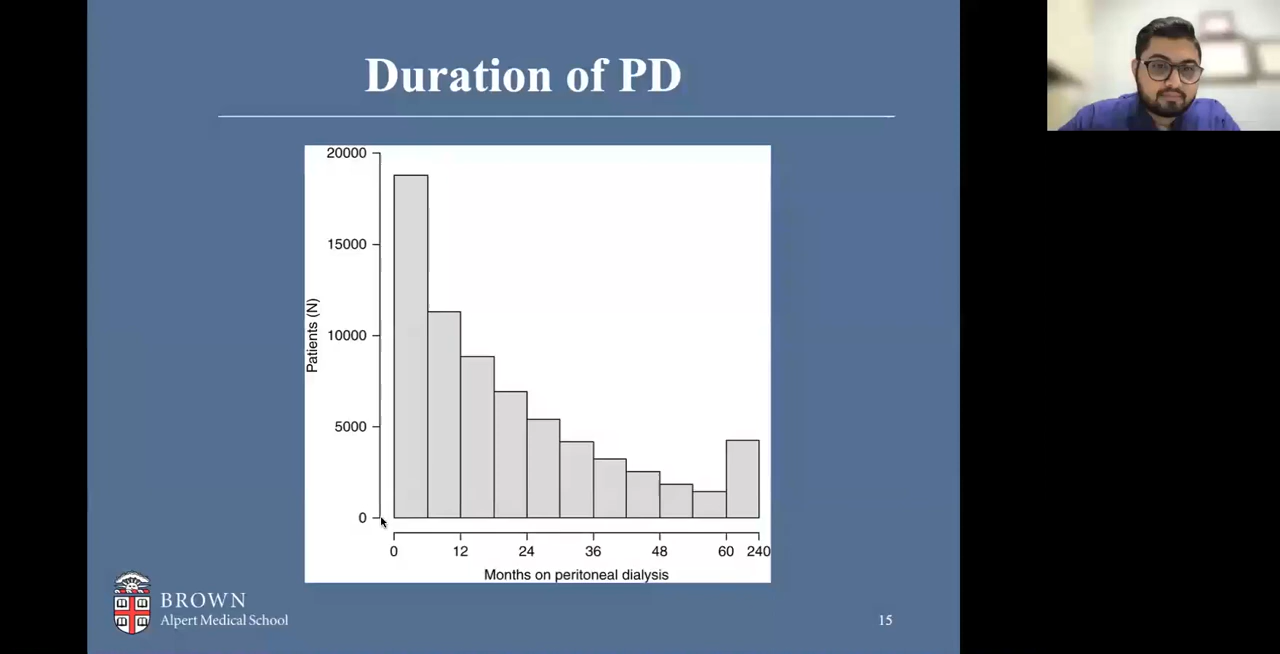 Duration of PD
20000
15000
10000
5000
0
Patients (N)
0 12 24 36 48 60 240
Months on peritoneal dialysis
BROWN
Alpert Medical School
15